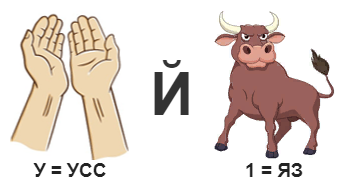 Й
У = УСС
1 = ЯЗ